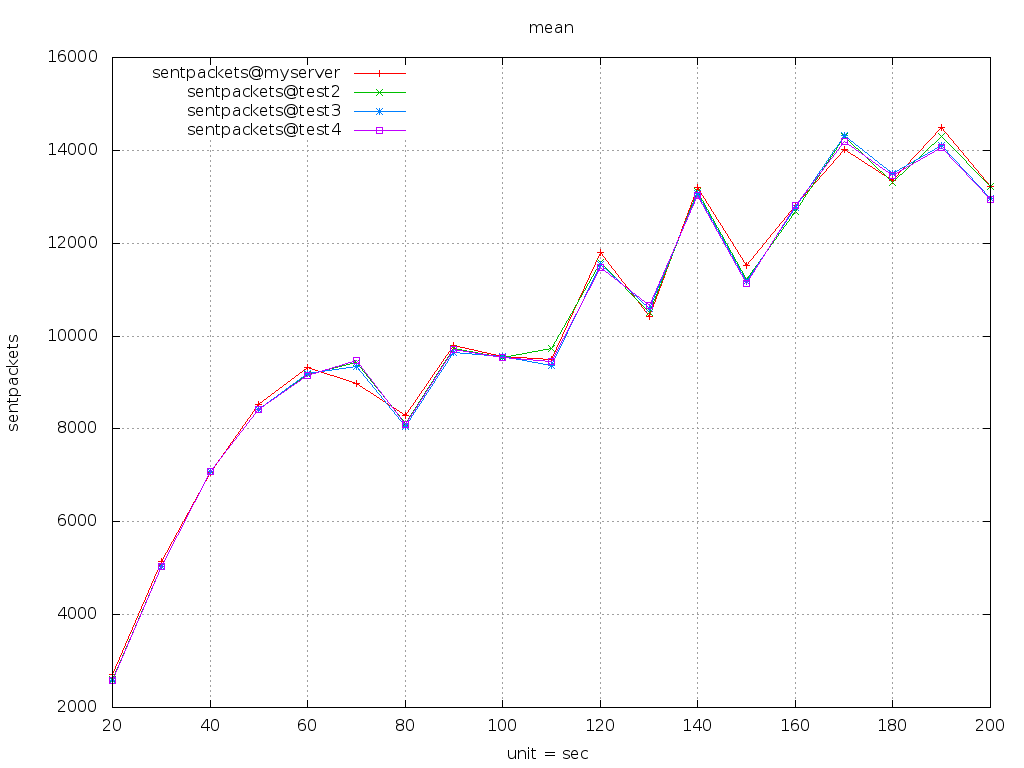 mean
16000
14000
12000
10000
8000
6000
4000
2000
sentpackets@myserver
sentpackets@test2
sentpackets@test3
sentpackets@test4
sentpackets
20 40 60 80 100 120 140 160 180 200
unit = sec